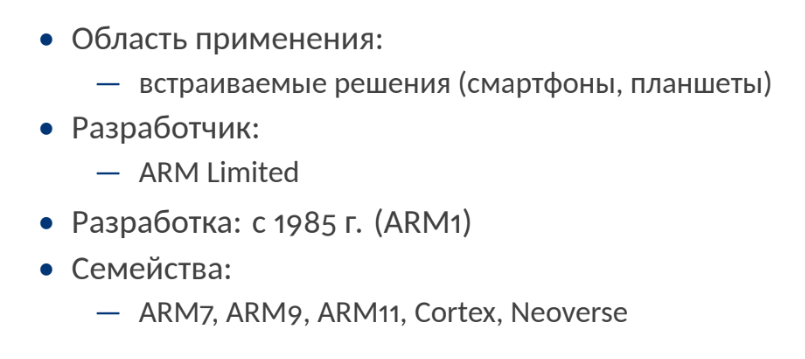 • Область применения:
— встраиваемые решения (смартфоны, планшеты)
• Разработчик:
— ARM Limited
• Разработка: с 1985 г. (ARM1)
• Семейства:
— ARM7, ARM9, ARM11, Cortex, Neoverse